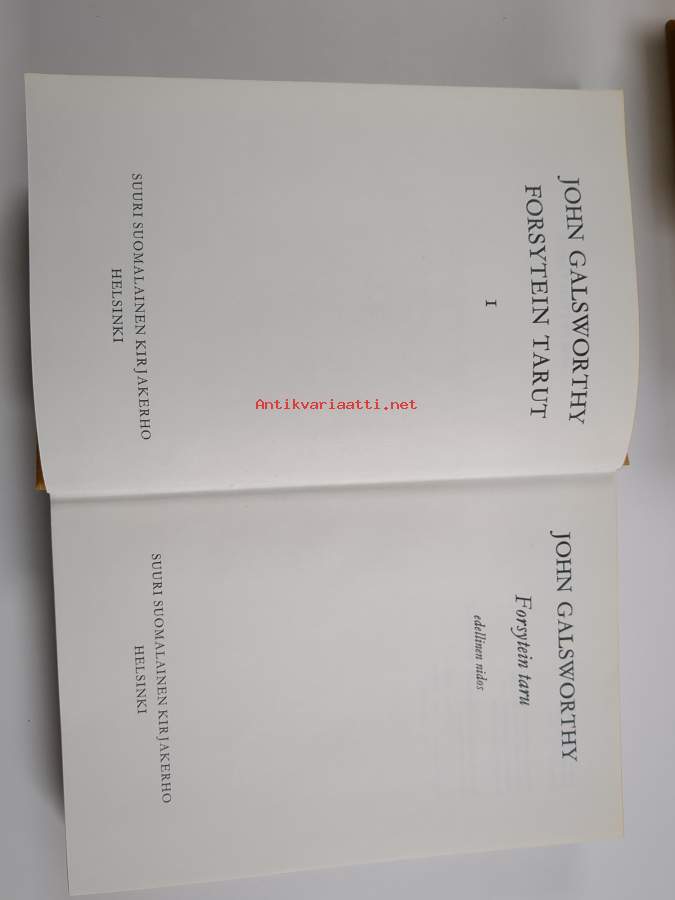 JOHN GALSWORTHY
FORSYTEIN TARUT
I
SUURI SUOMALAINEN KIRJAKERHO
HELSINKI
JOHN GALSWORTHY
Forsytein taru
edellinen nidos
SUURI SUOMALAINEN KIRJAKERHO
HELSINKI
Antikvariaatti.net